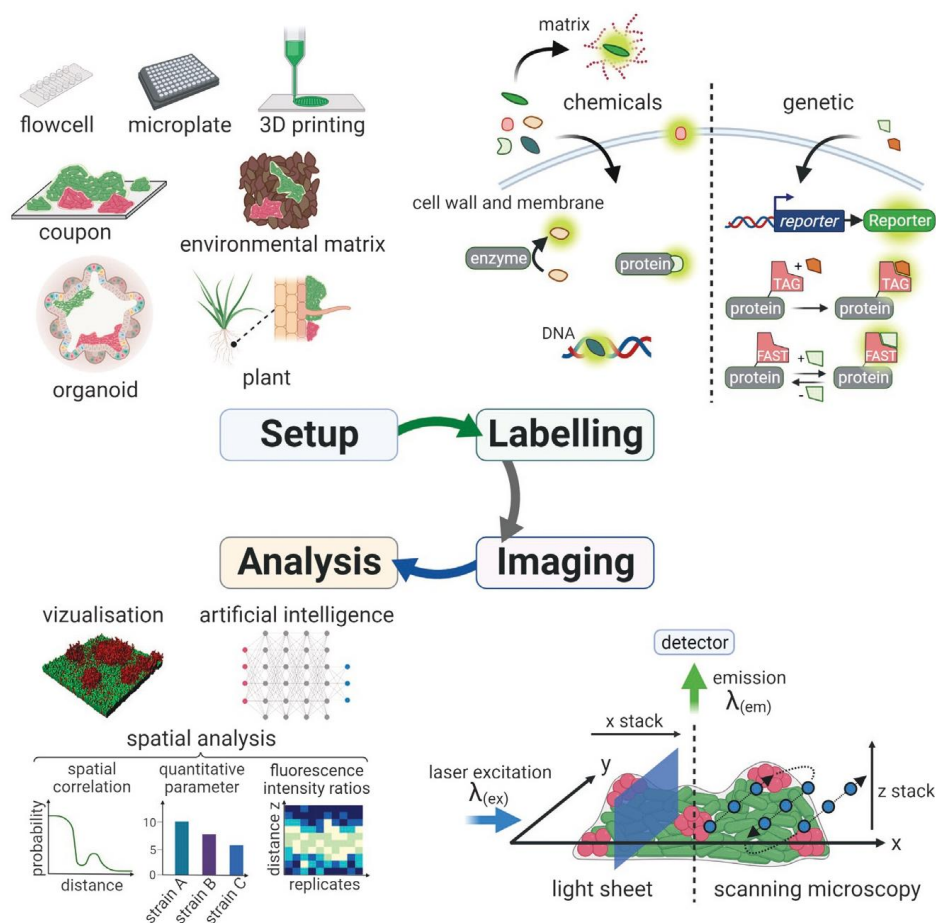 flowcell
microplate
3D printing
coupon
environmental matrix
organoid
plant
matrix
chemicals
genetic
cell wall and membrane
enzyme
protein
DNA
reporter
Reporter
+
TAG
TAG
protein
protein
FAST
+
FAST
protein
-
protein
Setup
Labelling
Analysis
Imaging
vizualisation
artificial intelligence
spatial analysis
spatial
correlation
probability
distance
quantitative
parameter
10
5
0
strain A
strain B
strain C
fluorescence
intensity ratios
distance z
replicates
detector
emission
λ(em)
x stack
laser excitation
λ(ex)
y
z stack
x
light sheet
scanning microscopy